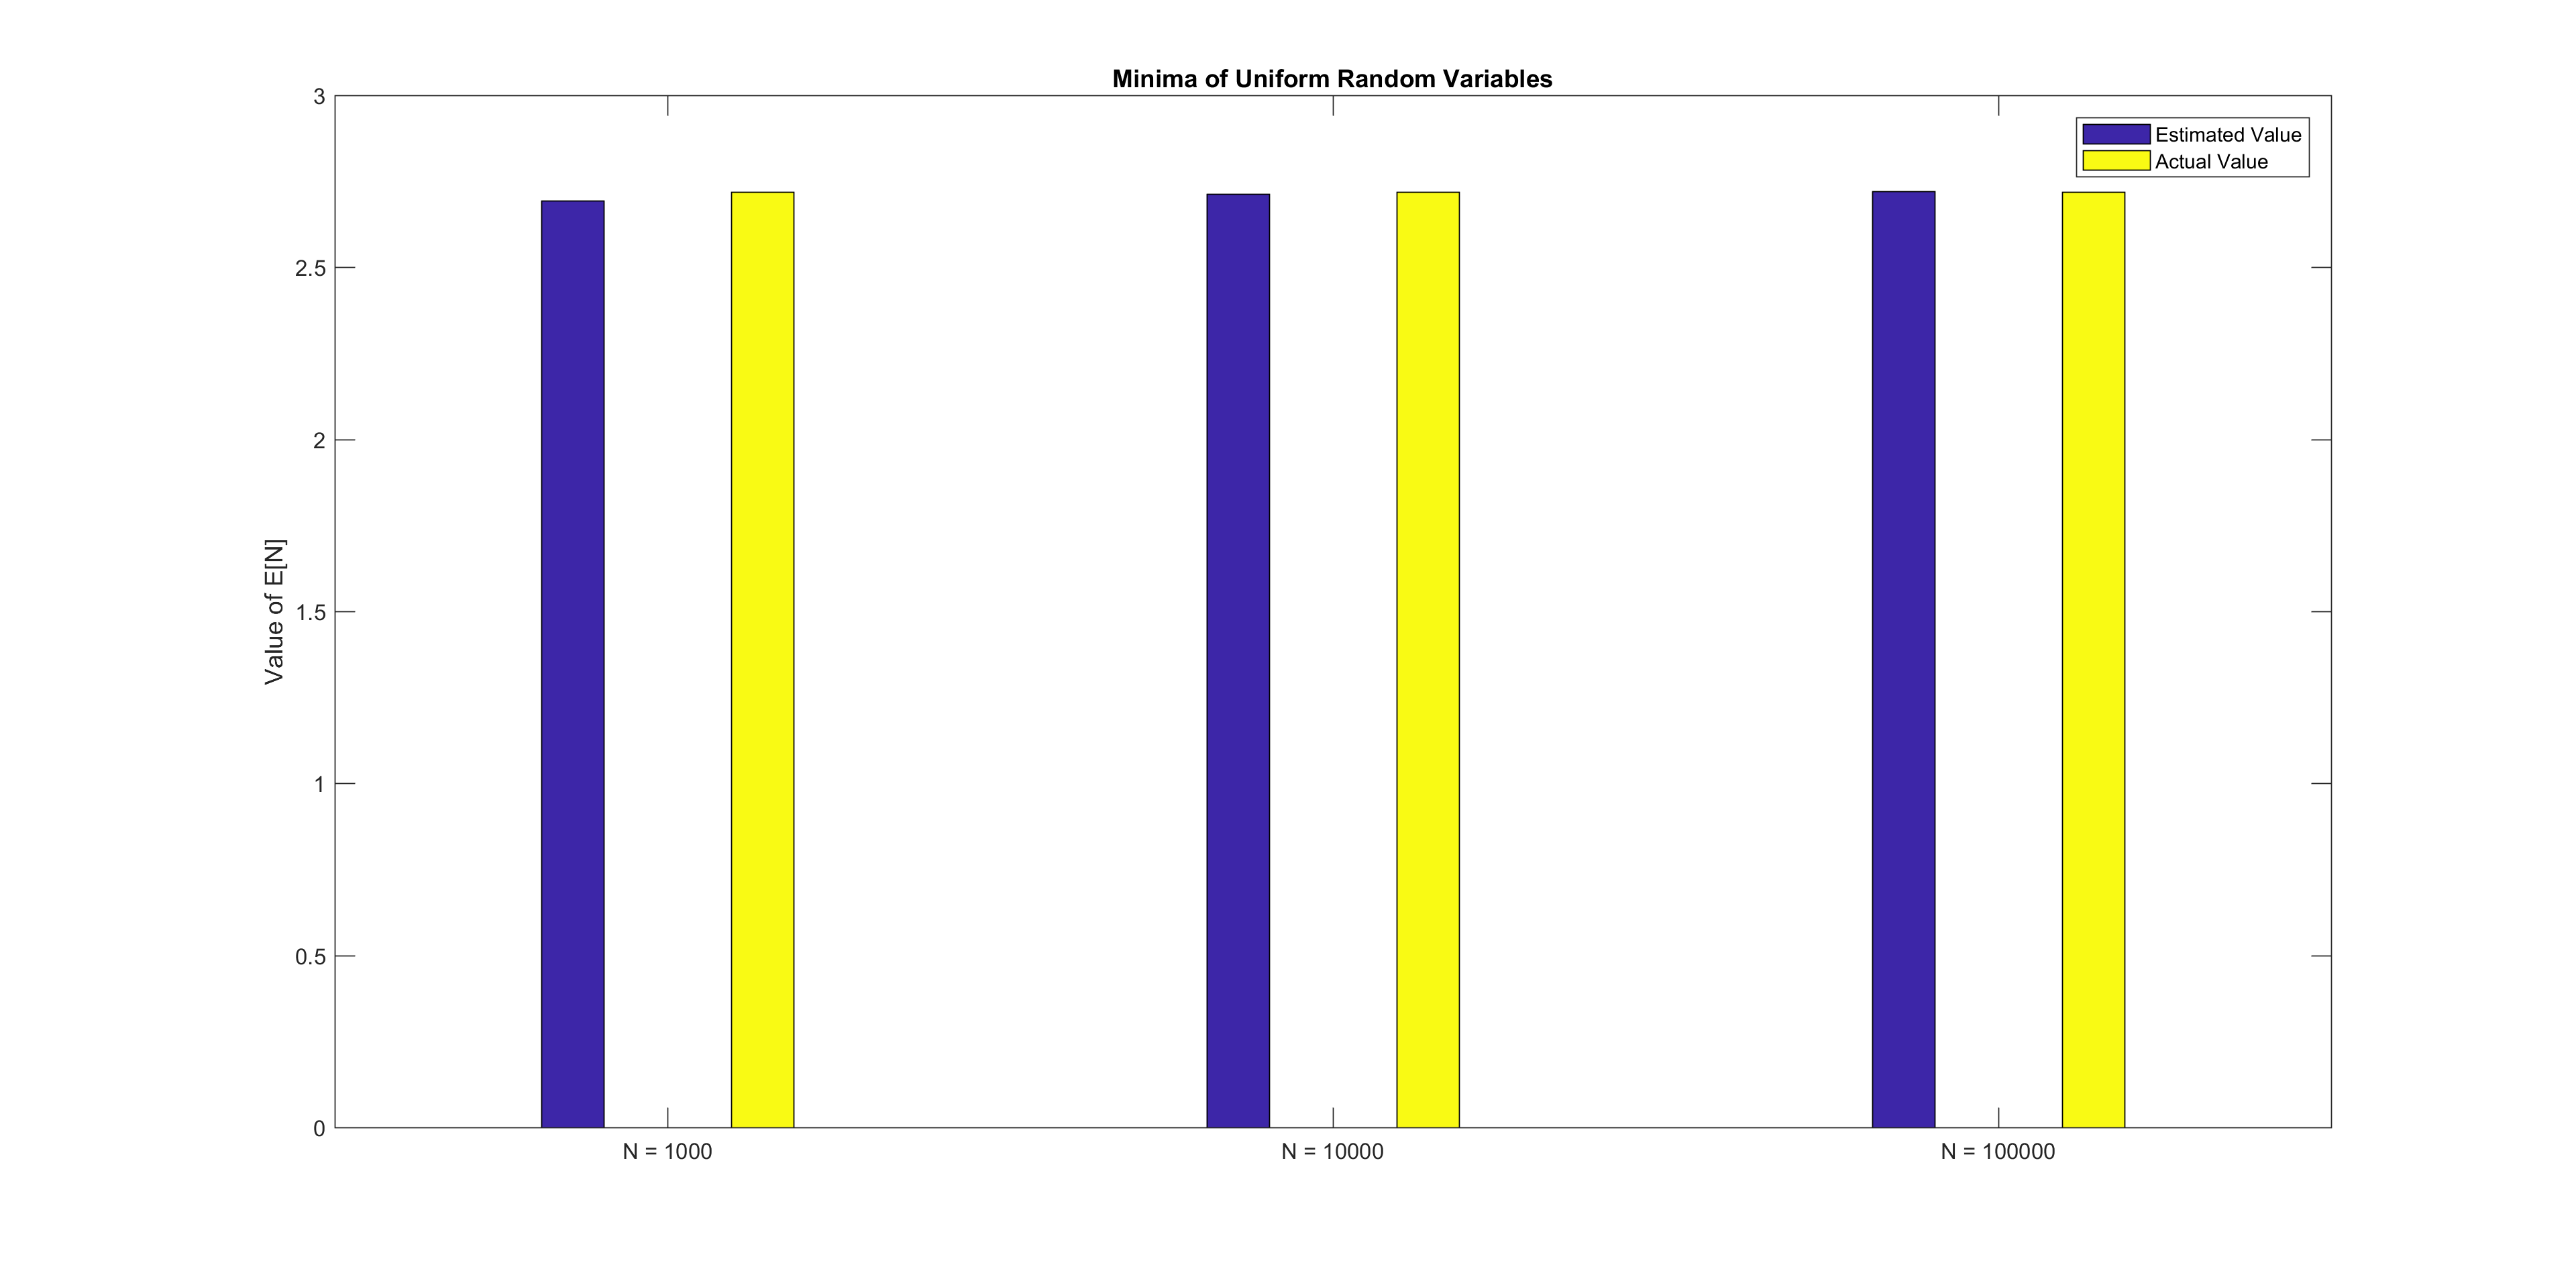 Minima of Uniform Random Variables
Estimated Value
Actual Value
Value of E[N]
3
2.5
2
1.5
1
0.5
0
N = 1000
N = 10000
N = 100000